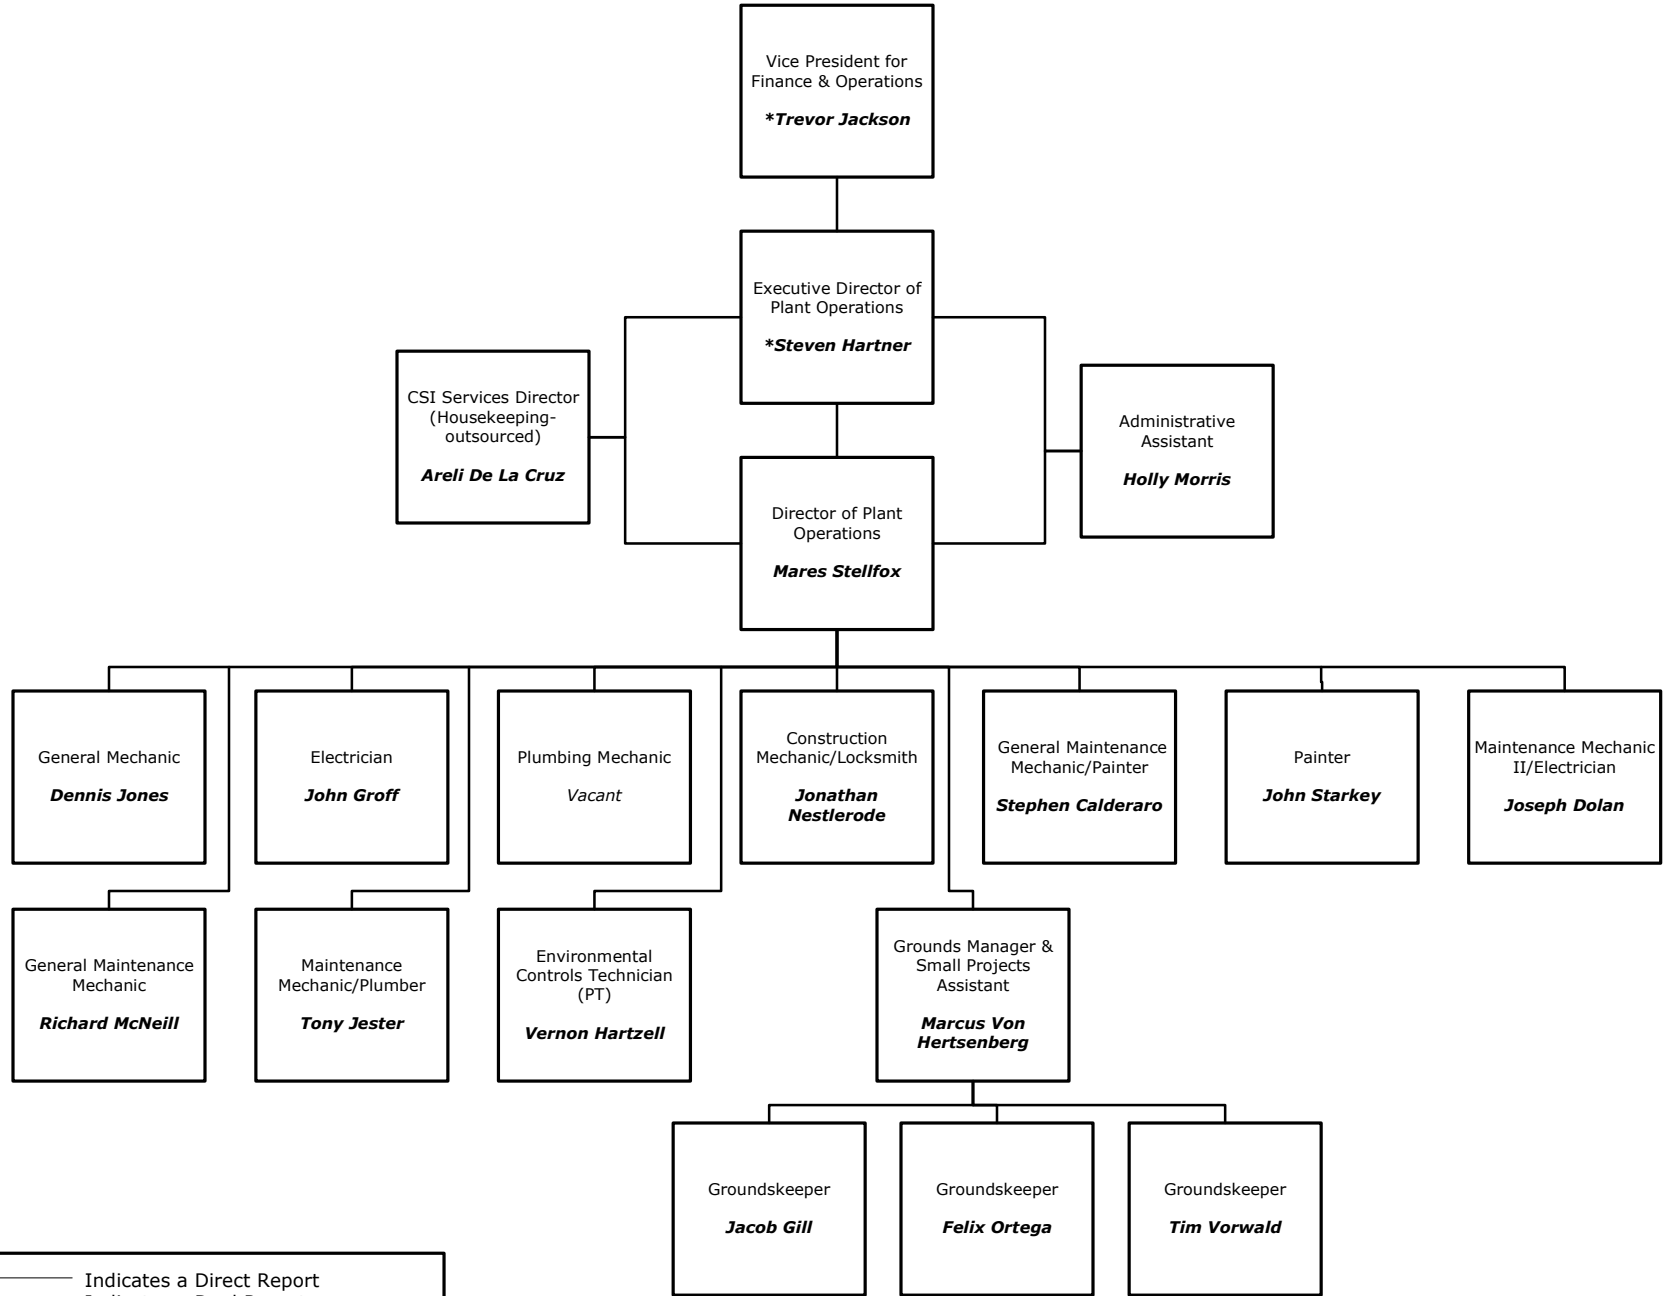 Vice President for
Finance & Operations
*Trevor Jackson
Executive Director of
Plant Operations
*Steven Hartner
CSI Services Director
(Housekeeping-
outsourced)
Areli De La Cruz
Administrative
Assistant
Holly Morris
Director of Plant
Operations
Mares Stellfox
General Mechanic
Dennis Jones
Electrician
John Groff
Plumbing Mechanic
Vacant
Construction
Mechanic/Locksmith
Jonathan
Nestlerode
General Maintenance
Mechanic/Painter
Stephen Calderaro
Painter
John Starkey
Maintenance Mechanic
II/Electrician
Joseph Dolan
General Maintenance
Mechanic
Richard McNeill
Maintenance
Mechanic/Plumber
Tony Jester
Environmental
Controls Technician
(PT)
Vernon Hartzell
Grounds Manager &
Small Projects
Assistant
Marcus Von
Hertsenberg
Groundskeeper
Jacob Gill
Groundskeeper
Felix Ortega
Groundskeeper
Tim Vorwald
Indicates a Direct Report